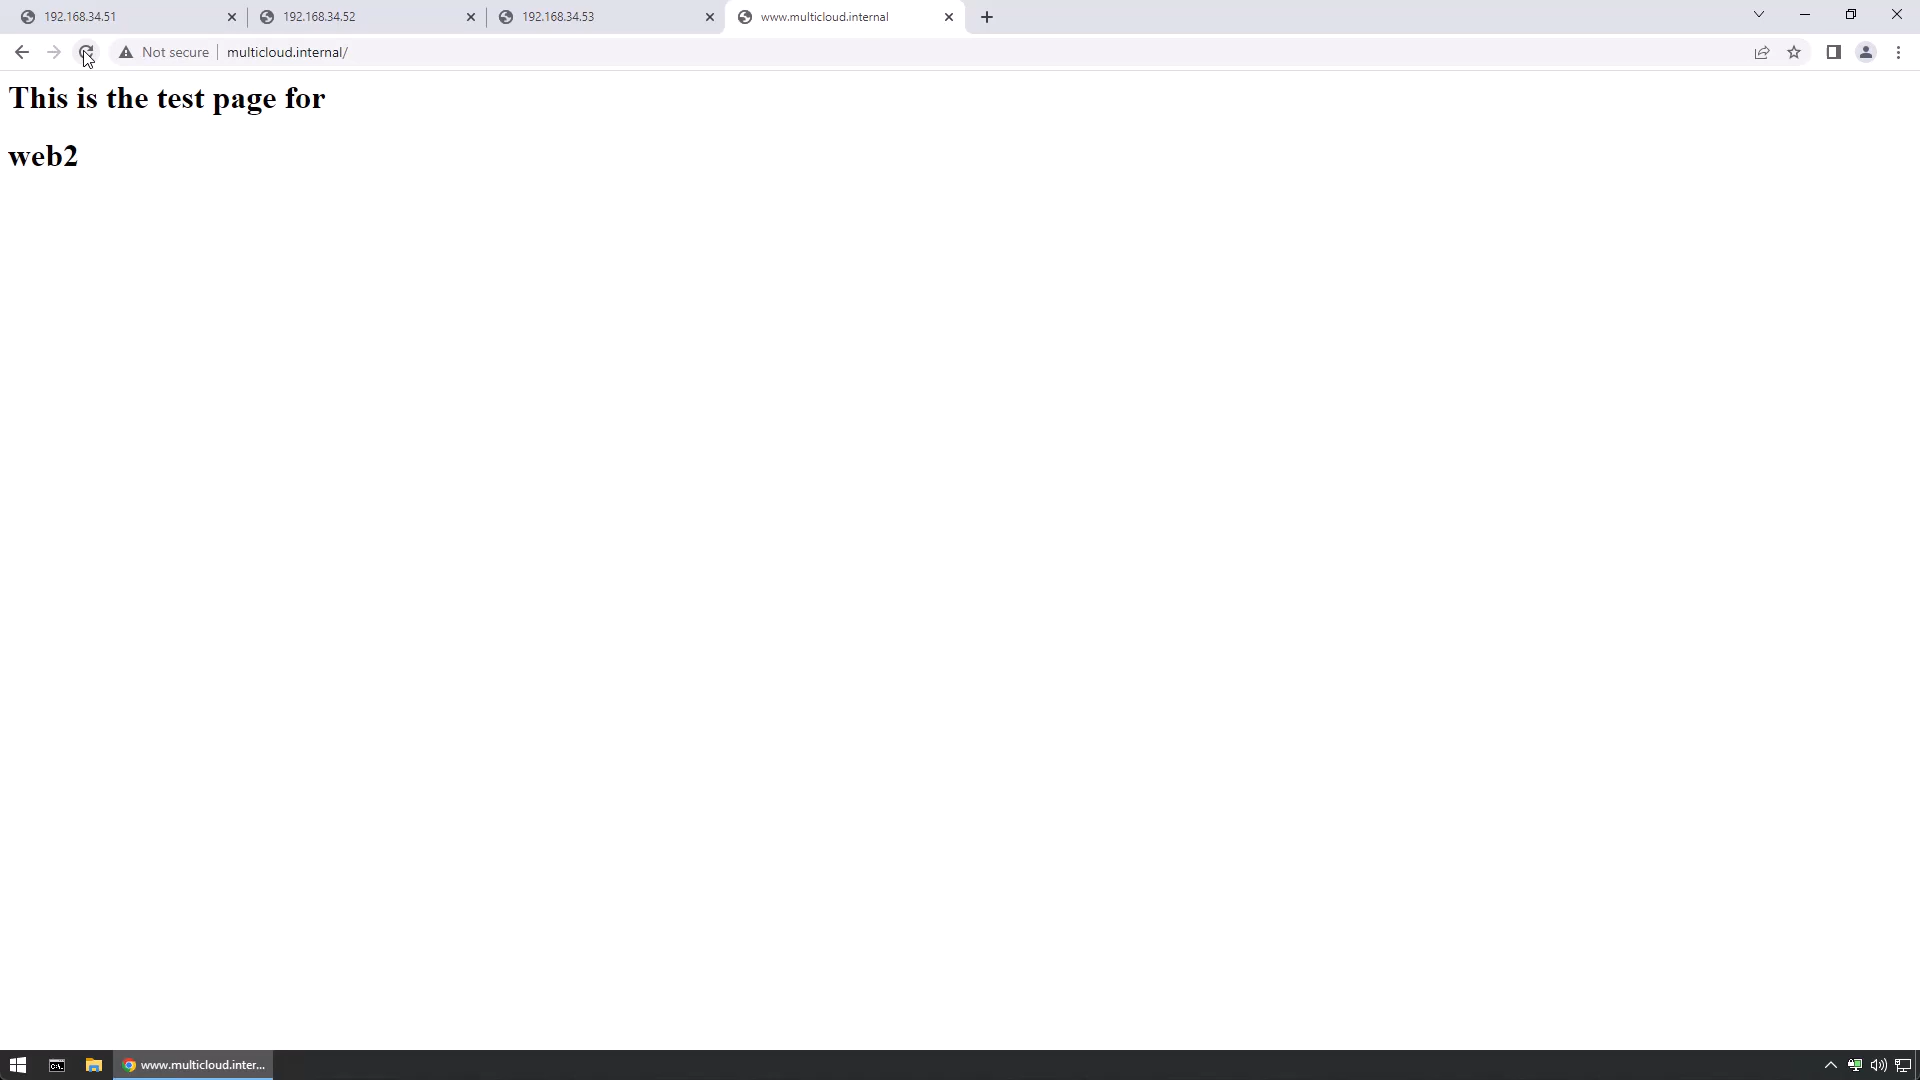 192.168.34.51
192.168.34.52
192.168.34.53
www.multicloud.internal
Not secure
multicloud.internal/
This is the test page for
web2
www.multicloud.inter...